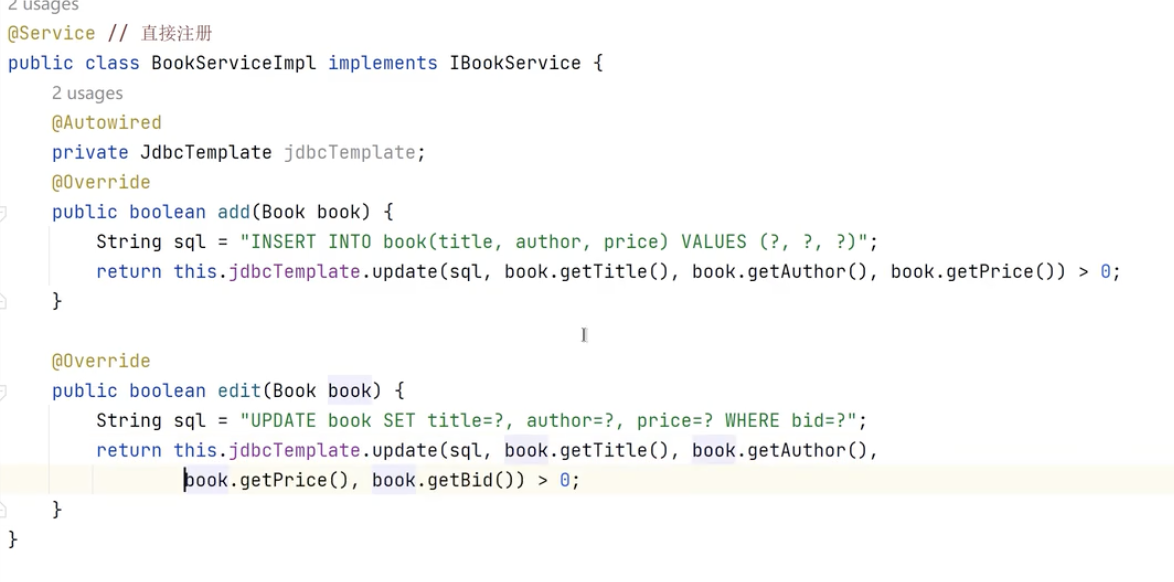 2 usages
@Service // 直接注册
public class BookServiceImpl implements IBookService {
2 usages
@Autowired
private JdbcTemplate jdbcTemplate;
@Override
public boolean add(Book book) {
String sql = "INSERT INTO book(title, author, price) VALUES (?, ?, ?)";
return this.jdbcTemplate.update(sql, book.getTitle(), book.getAuthor(), book.getPrice()) > 0;
}
@Override
public boolean edit(Book book) {
String sql = "UPDATE book SET title=?, author=?, price=? WHERE bid=?";
return this.jdbcTemplate.update(sql, book.getTitle(), book.getAuthor(),
book.getPrice(), book.getBid()) > 0;
}
}